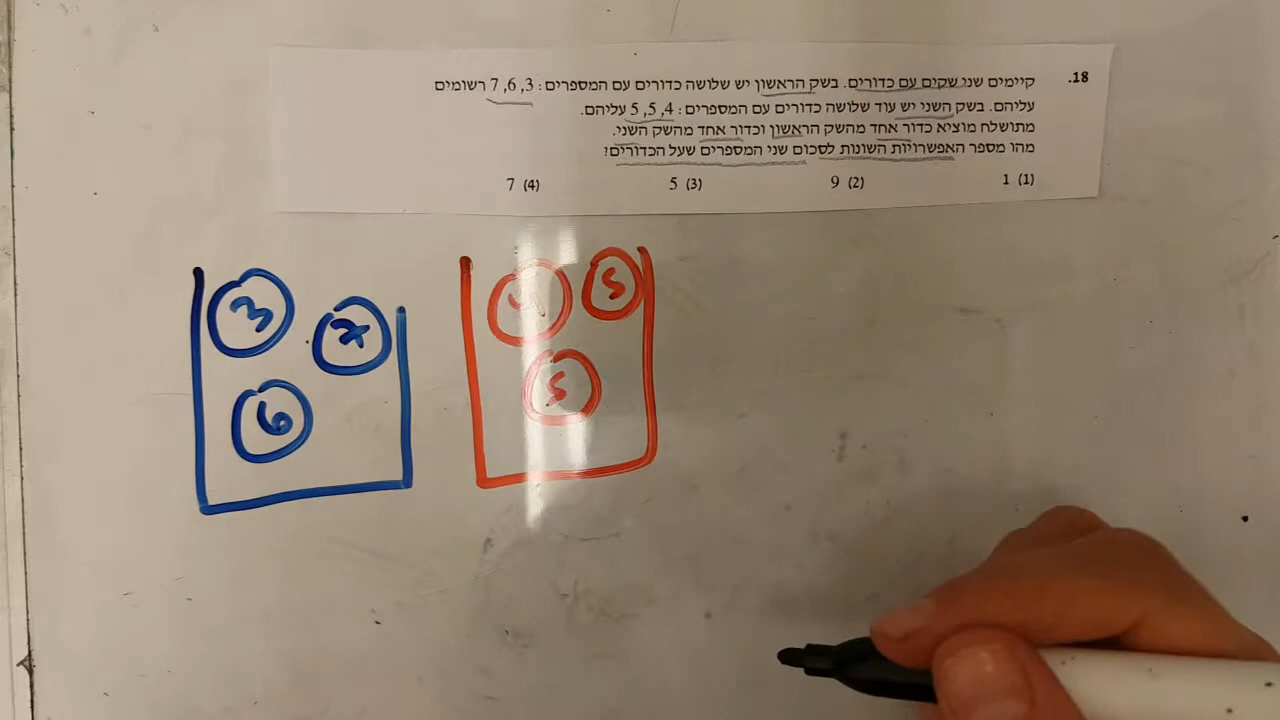 18. קיימים שני שקים עם כדורים. בשק הראשון יש שלושה כדורים עם המספרים: 3, 6, 7 רשומים
עליהם. בשק השני יש עוד שלושה כדורים עם המספרים: 4, 5, 5 עליהם.
מתושלח מוציא כדור אחד מהשק הראשון וכדור אחד מהשק השני.
מהו מספר האפשרויות השונות לסכום שני המספרים שעל הכדורים?
(1) 1 (2) 9 (3) 5 (4) 7
3 7 4 5
6 5